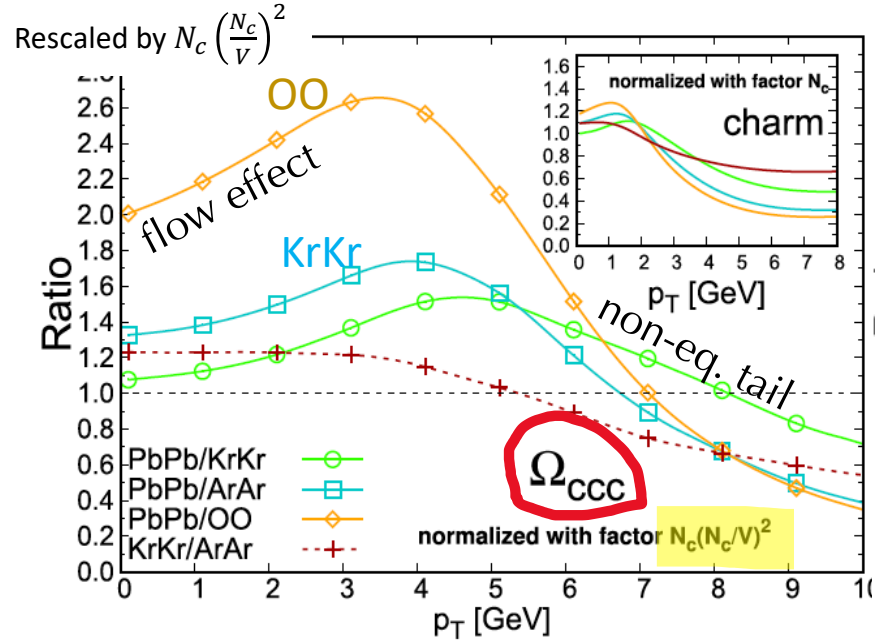 Rescaled by $N_c \left(\frac{N_c}{V}\right)^2$
OO
flow effect
KrKr
non-eq. tail
Ratio
2.6
2.4
2.2
2.0
1.8
1.6
1.4
1.2
1.0
0.8
0.6
0.4
0.2
0.0
PbPb/KrKr
PbPb/ArAr
PbPb/OO
KrKr/ArAr
Ω_ccc
normalized with factor N_c(N_c/V)^2
0 1 2 3 4 5 6 7 8 9 10
p_T [GeV]
normalized with factor N_c
charm
1.6
1.4
1.2
1.0
0.8
0.6
0.4
0.2
0.0
0 1 2 3 4 5 6 7 8
p_T [GeV]